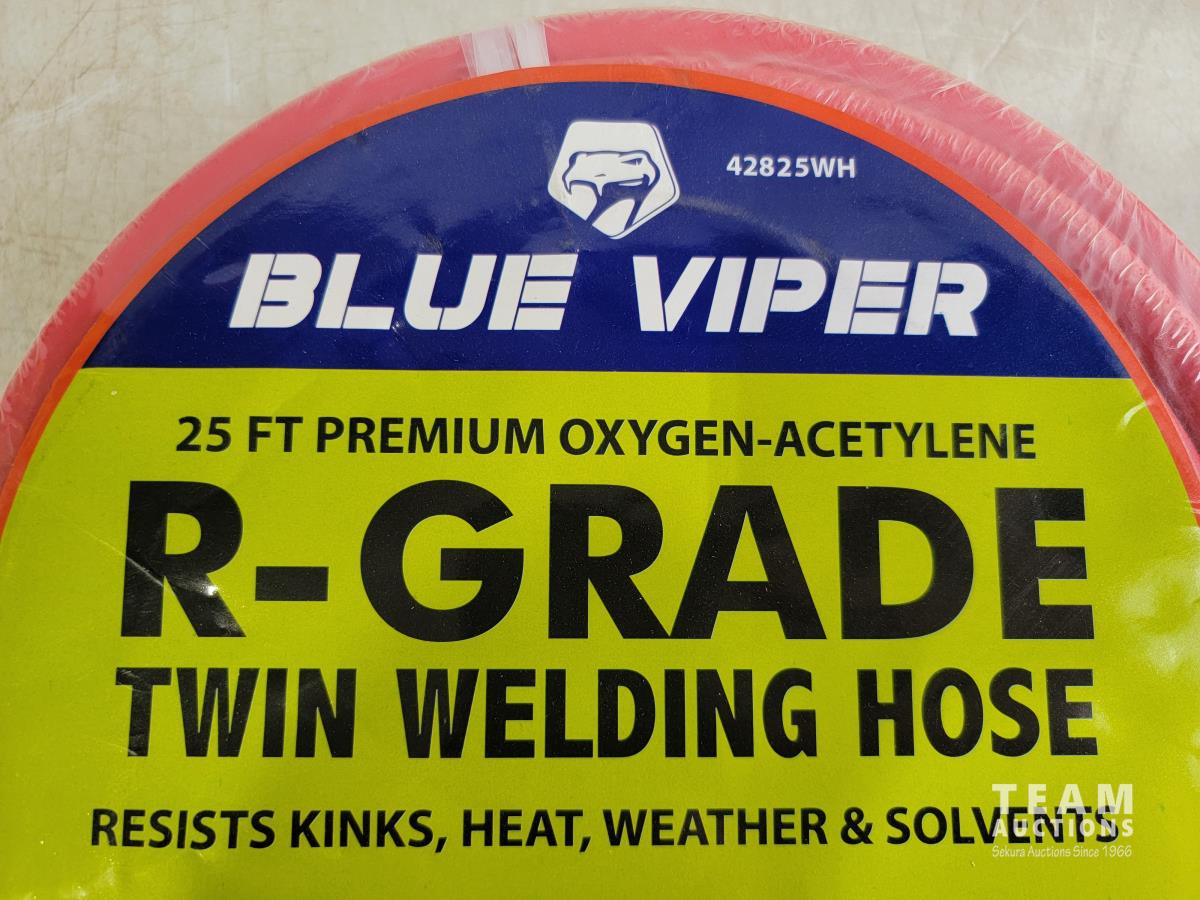 42825WH
BLUE VIPER
25 FT PREMIUM OXYGEN-ACETYLENE
R-GRADE
TWIN WELDING HOSE
RESISTS KINKS, HEAT, WEATHER & SOLVENTS
TEAM
AUCTIONS
Sekura Auctions Since 1966